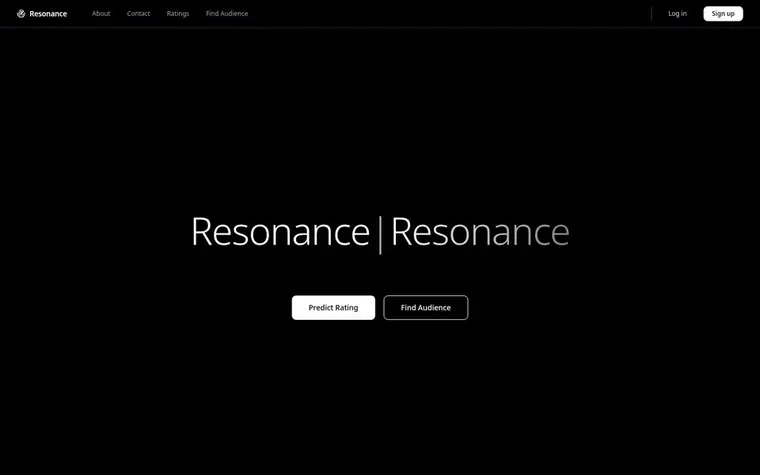 Resonance About Contact Ratings Find Audience Log in Sign up
Resonance|Resonance
Predict Rating Find Audience